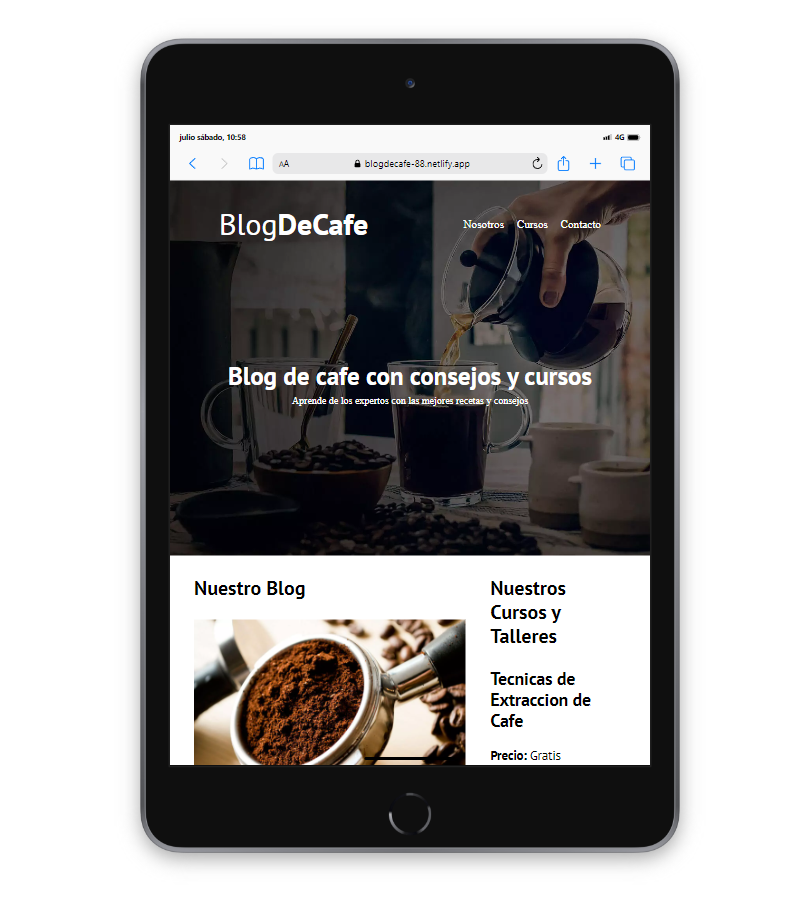 julio sábado, 10:58
4G
AA
blogdecafe-88.netlify.app
BlogDeCafe
Nosotros Cursos Contacto
Blog de cafe con consejos y cursos
Aprende de los expertos con las mejores recetas y consejos
Nuestro Blog
Nuestros
Cursos y
Talleres
Tecnicas de
Extraccion de
Cafe
Precio: Gratis